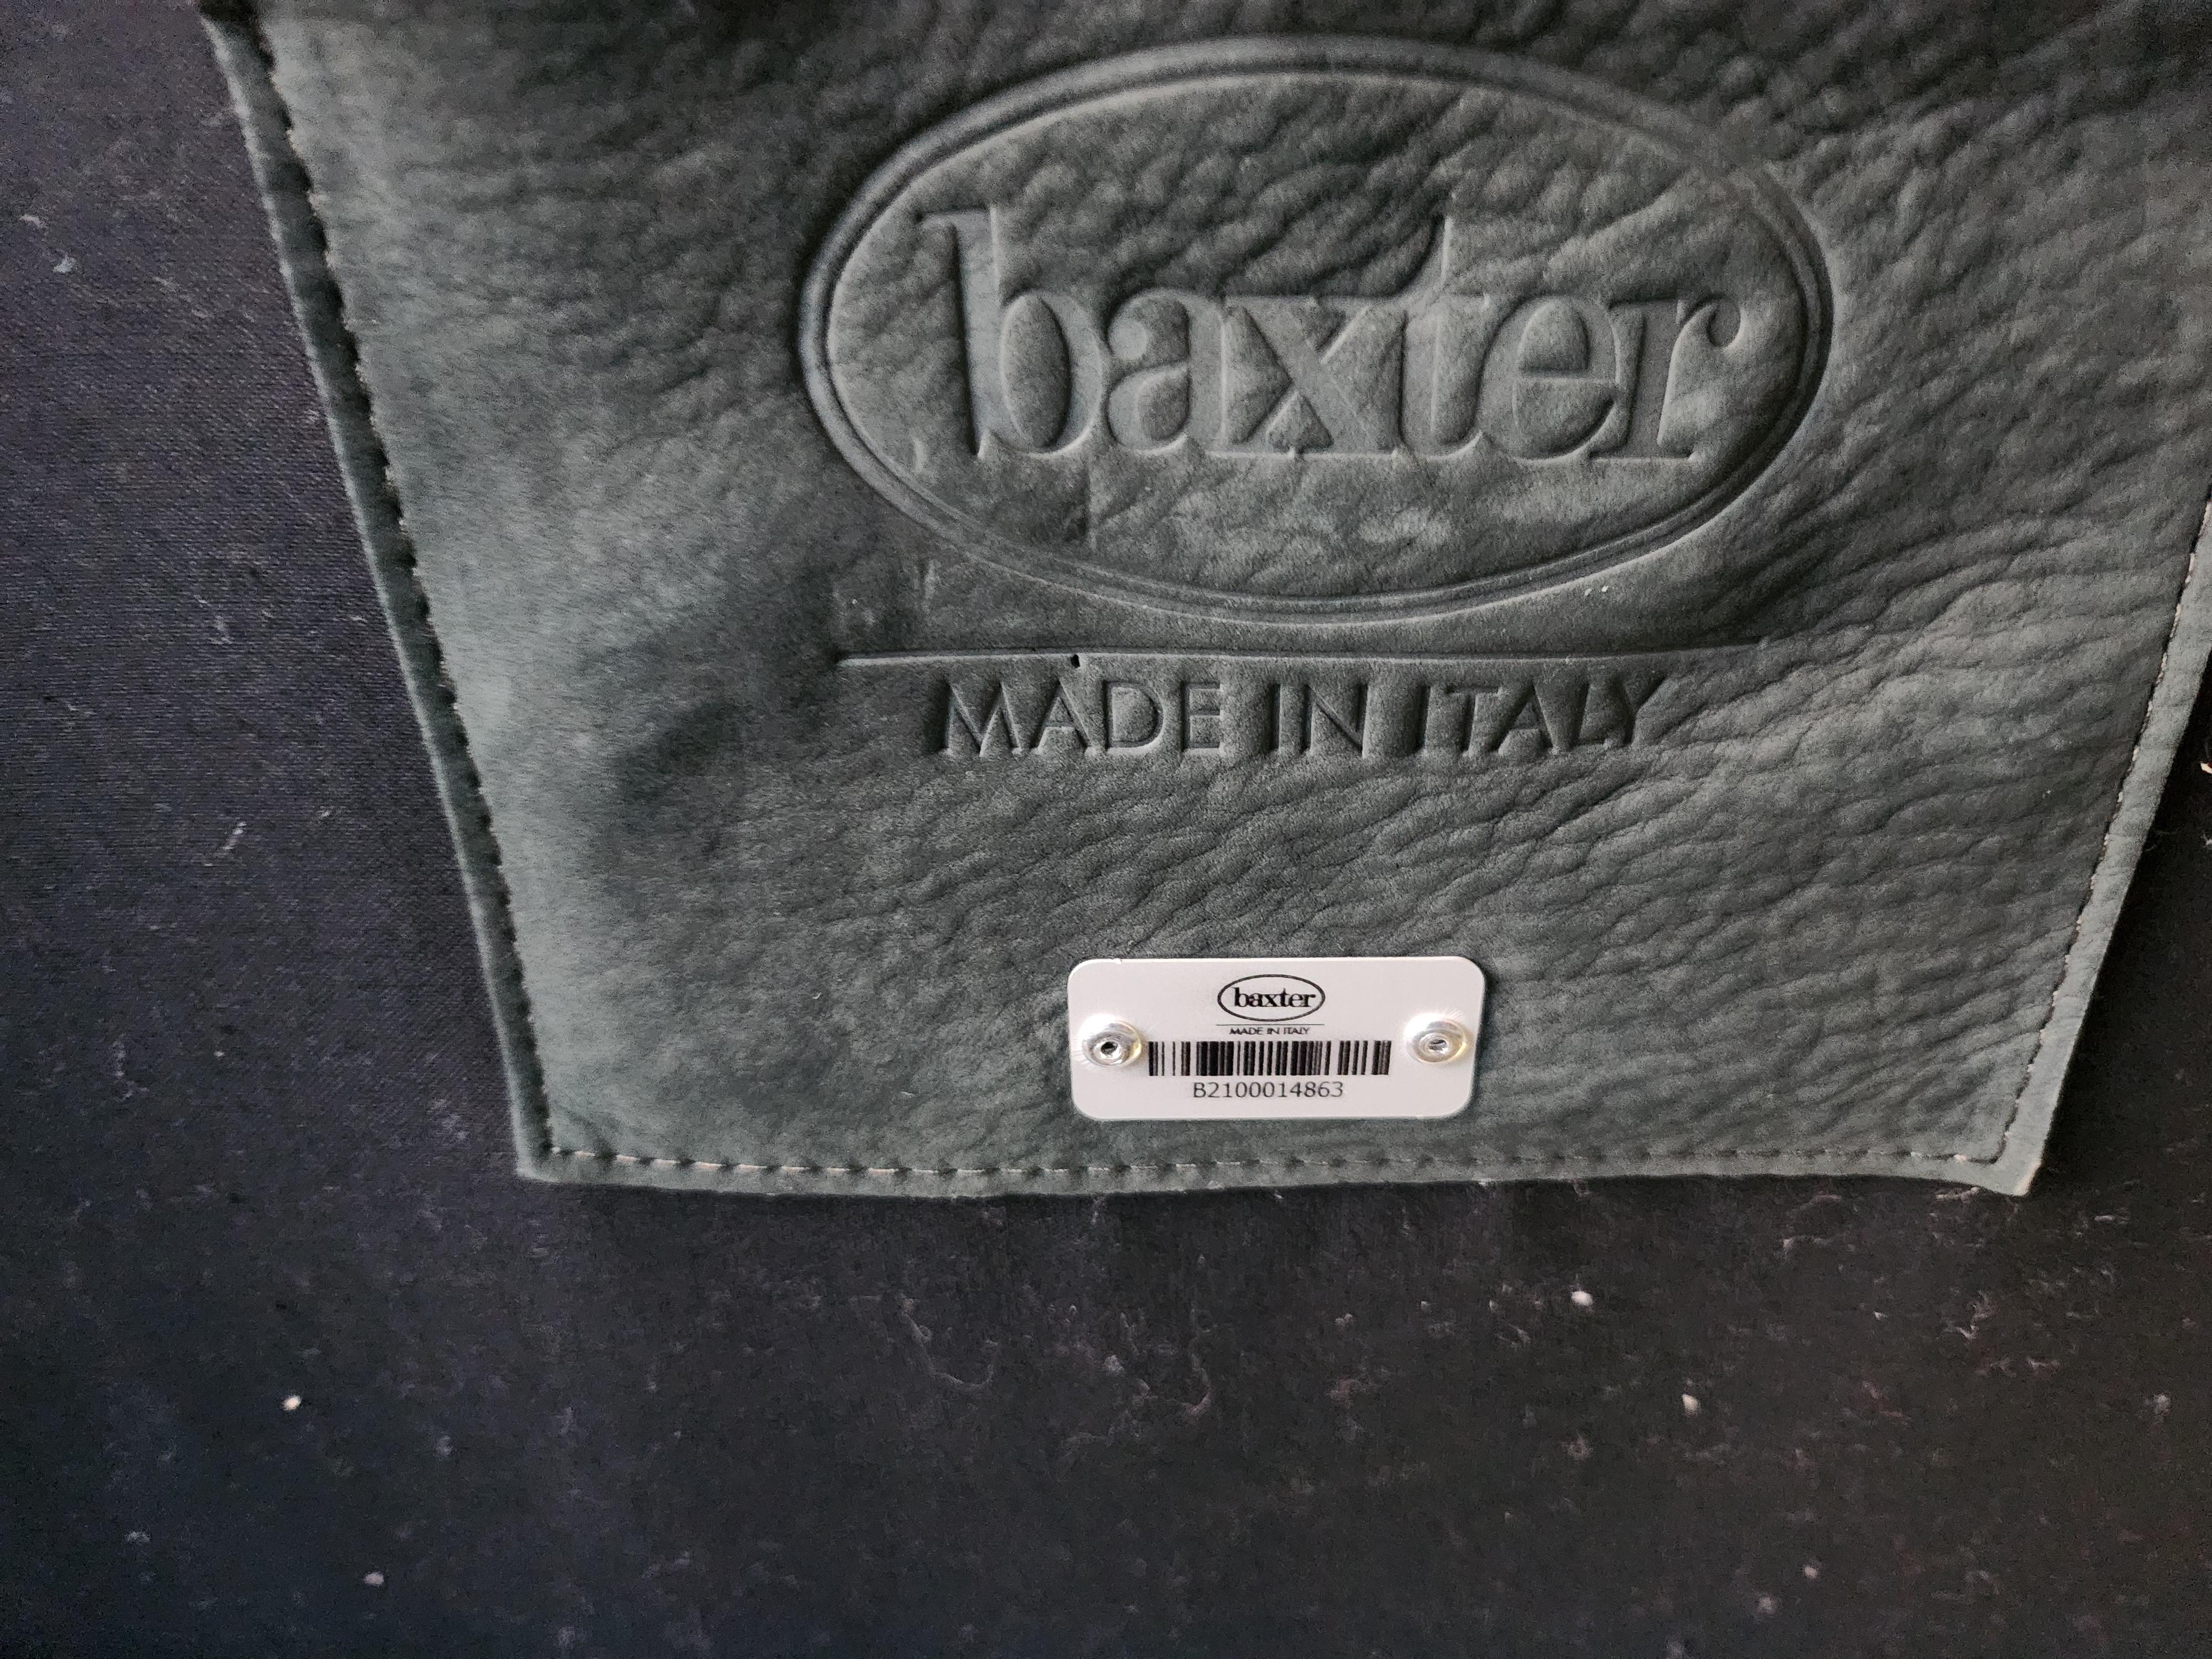 baxter
MADE IN ITALY
baxter
MADE IN ITALY
B2100014863